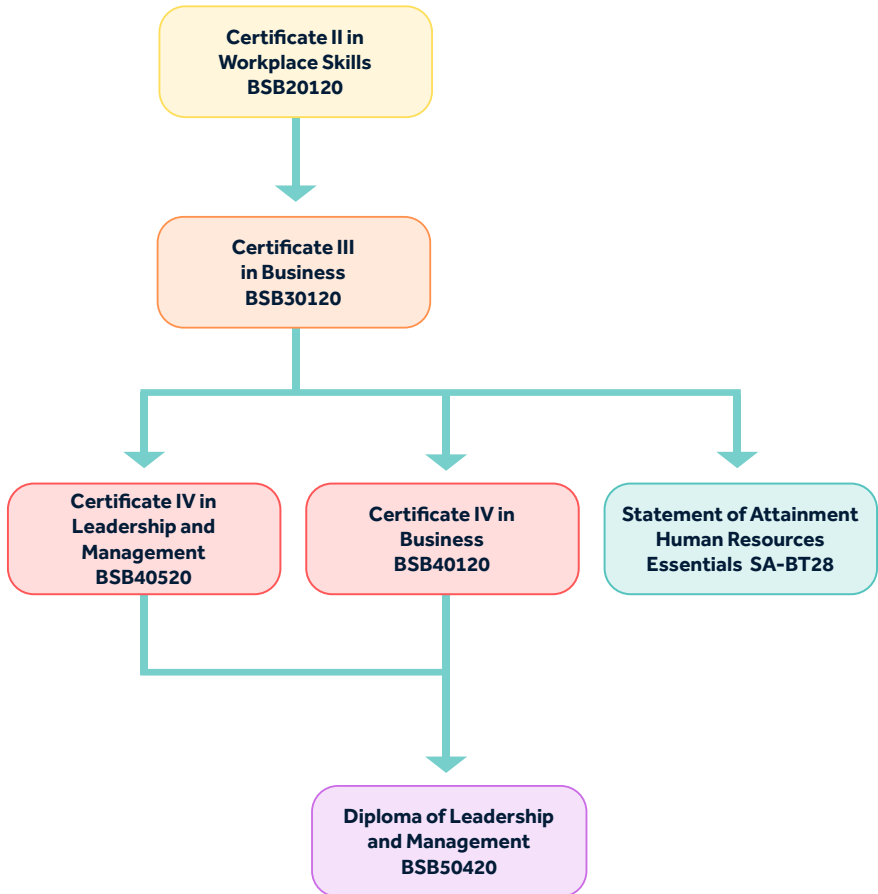 Certificate II in
Workplace Skills
BSB20120
Certificate III
in Business
BSB30120
Certificate IV in
Leadership and
Management
BSB40520
Certificate IV in
Business
BSB40120
Statement of Attainment
Human Resources
Essentials SA-BT28
Diploma of Leadership
and Management
BSB50420